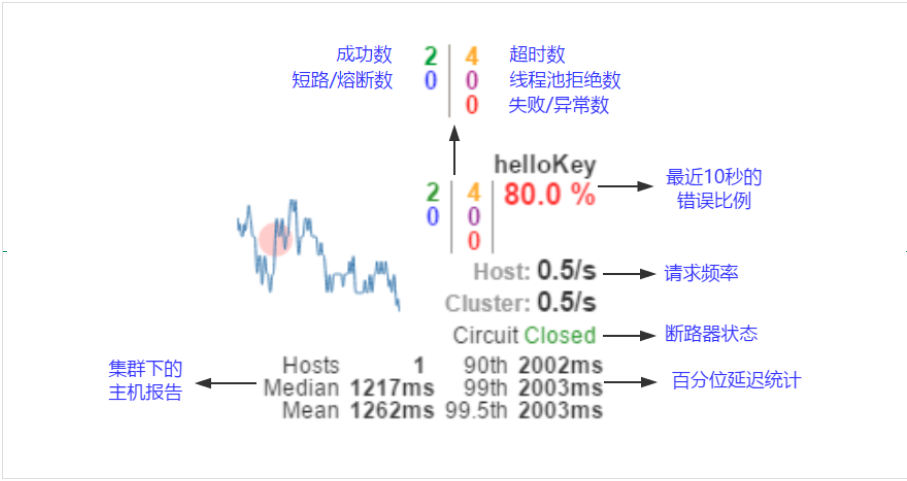 成功数 2 4 超时数
短路/熔断数 0 0 线程池拒绝数
0 失败/异常数
helloKey
2 4 80.0 %
0 0
0
最近10秒的
错误比例
Host: 0.5/s 请求频率
Cluster: 0.5/s
Circuit Closed 断路器状态
集群下的
主机报告
Hosts 1 90th 2002ms
Median 1217ms 99th 2003ms
Mean 1262ms 99.5th 2003ms
百分位延迟统计